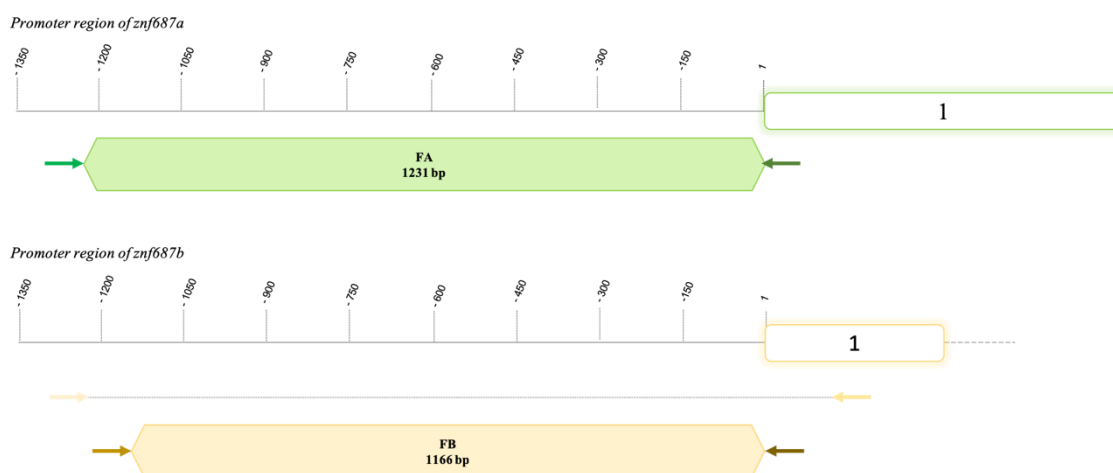 Promoter region of znf687a
- 1350 - 1200 - 1050 - 900 - 750 - 600 - 450 - 300 -150 1
1
FA
1231 bp
Promoter region of znf687b
- 1350 - 1200 - 1050 - 900 - 750 - 600 - 450 - 300 -150 1
1
FB
1166 bp